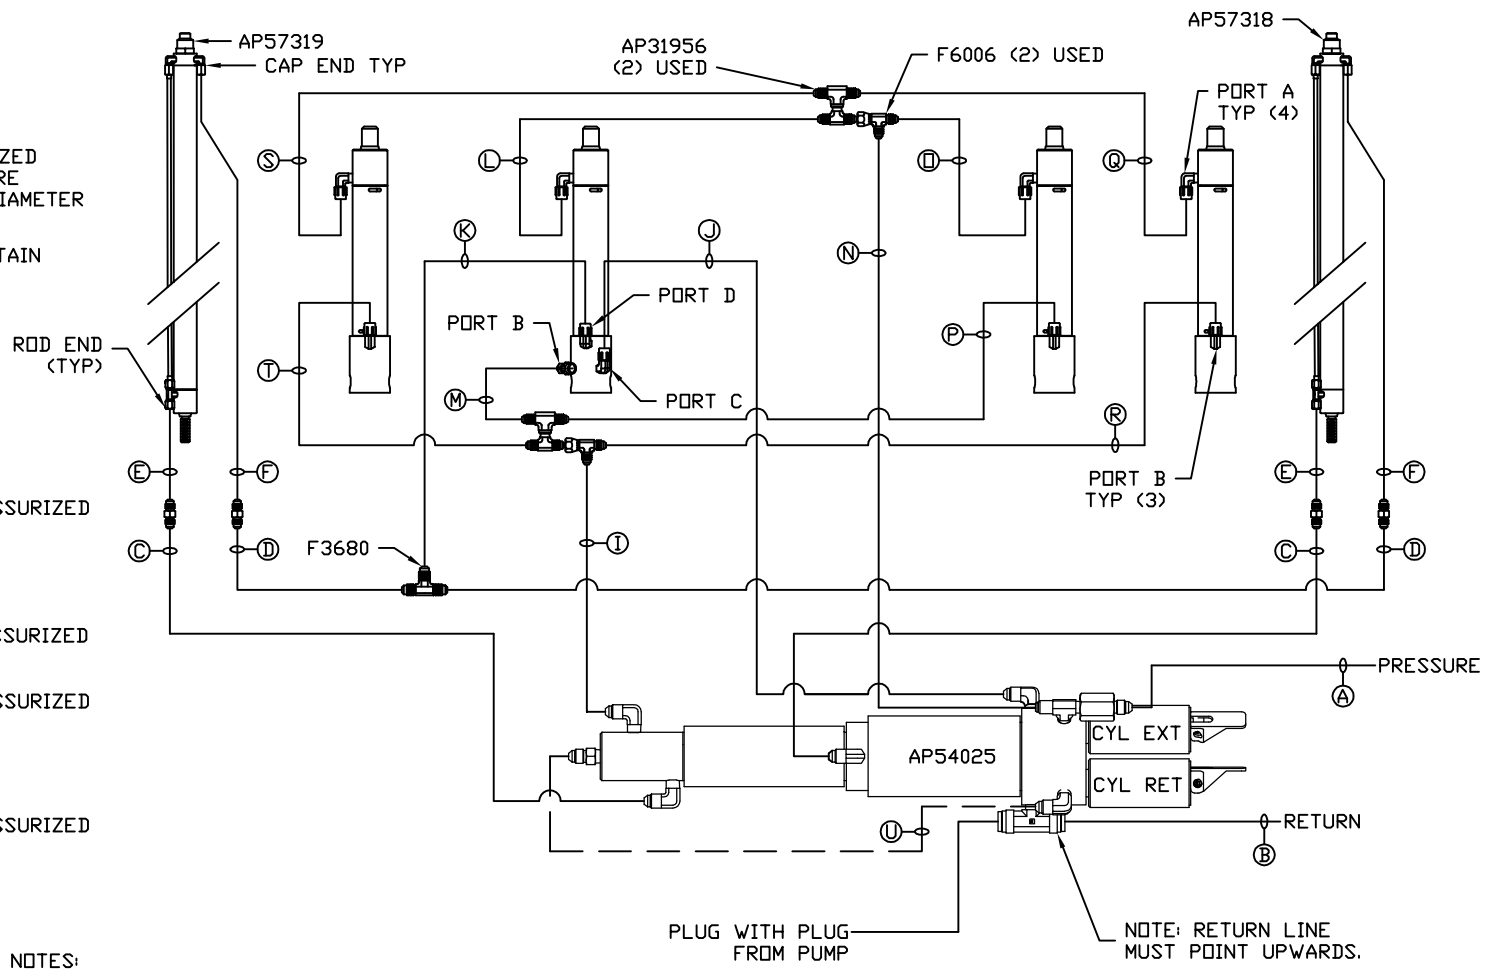 AP57319
CAP END TYP
AP31956
(2) USED
F6006 (2) USED
AP57318
PORT A
TYP (4)
ZED
RE
IAMETER
TAIN
S
L
O
Q
K
J
N
PORT D
PORT B
P
ROD END
(TYP)
T
M
PORT C
R
E
F
PORT B
TYP (3)
E
F
SSURIZED
C
D
F3680
I
C
D
SSURIZED
PRESSURE
A
SSURIZED
CYL EXT
AP54025
CYL RET
SSURIZED
U
RETURN
B
PLUG WITH PLUG
FROM PUMP
NOTE: RETURN LINE
MUST POINT UPWARDS.
NOTES: